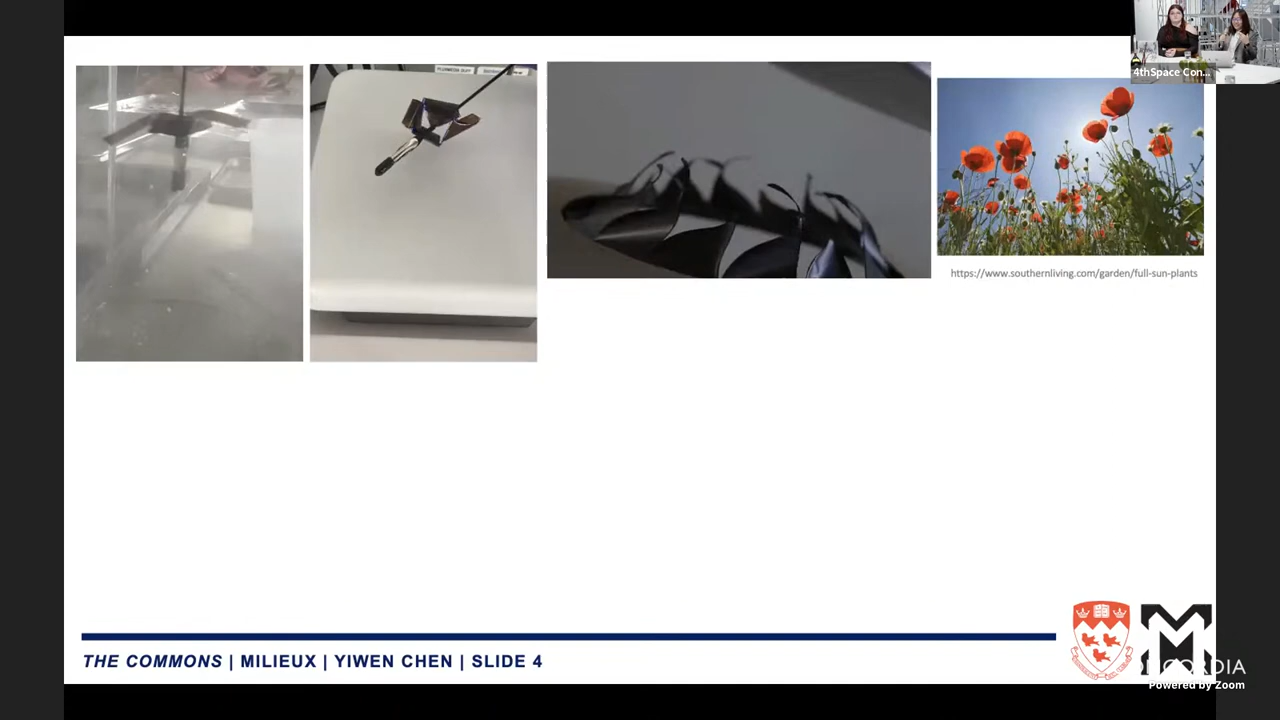 4thSpace Con...
https://www.southernliving.com/garden/full-sun-plants
THE COMMONS | MILIEUX | YIWEN CHEN | SLIDE 4
M
CONCORDIA
Powered by Zoom